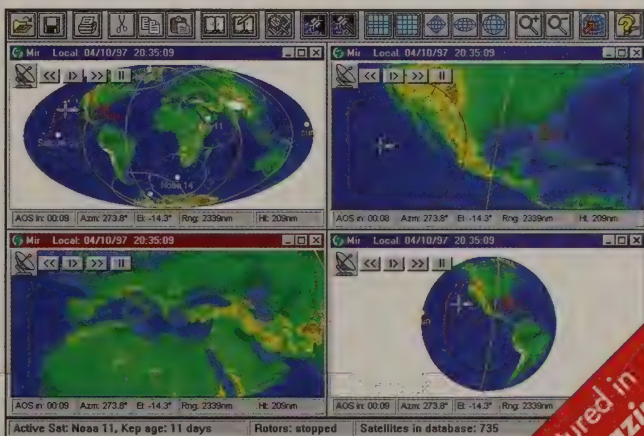 Mir Local: 04/10/97 20:35:09
Mir Local: 04/10/97 20:35:09
Noaa 14
AOS in: 00:09 Azm: 273.8° El: -14.3° Rng: 2339nm Ht: 209nm
AOS in: 00:08 Azm: 273.8° El: -14.3° Rng: 2339nm Ht: 209nm
Mir Local: 04/10/97 20:35:09
Mir Local: 04/10/97 20:35:09
AOS in: 00:09 Azm: 273.8° El: -14.3° Rng: 2339nm Ht: 209nm
AOS in: 00:09 Azm: 273.8° El: -14.3° Rng: 2339nm Ht: 209nm
Active Sat: Noaa 11, Kep age: 11 days Rotors: stopped Satellites in database: 735